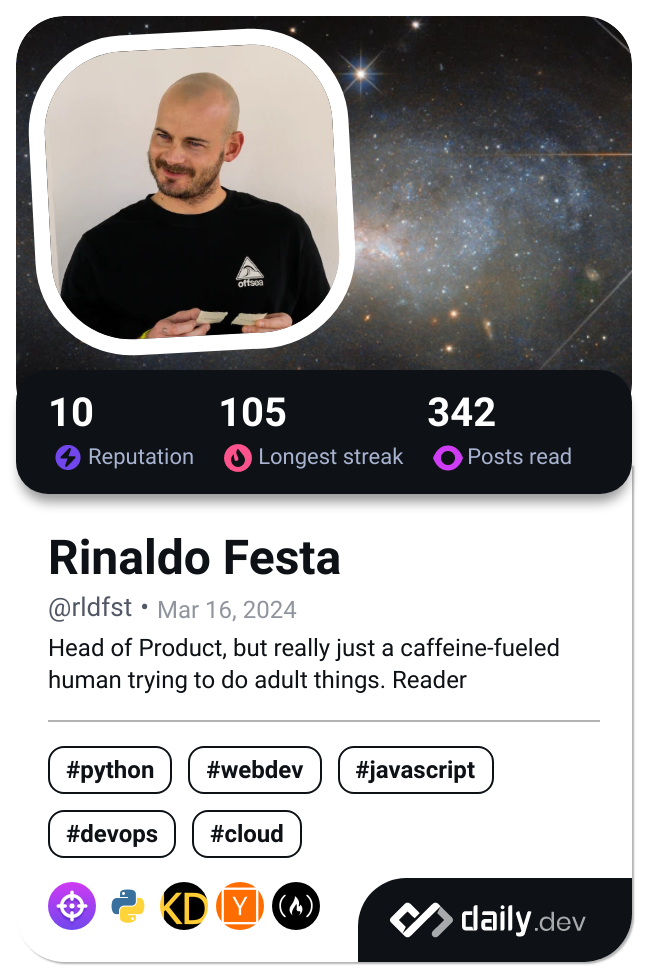 offsea
10 105 342
Reputation Longest streak Posts read
Rinaldo Festa
@rldfst • Mar 16, 2024
Head of Product, but really just a caffeine-fueled
human trying to do adult things. Reader
#python #webdev #javascript
#devops #cloud
KD Y
daily.dev